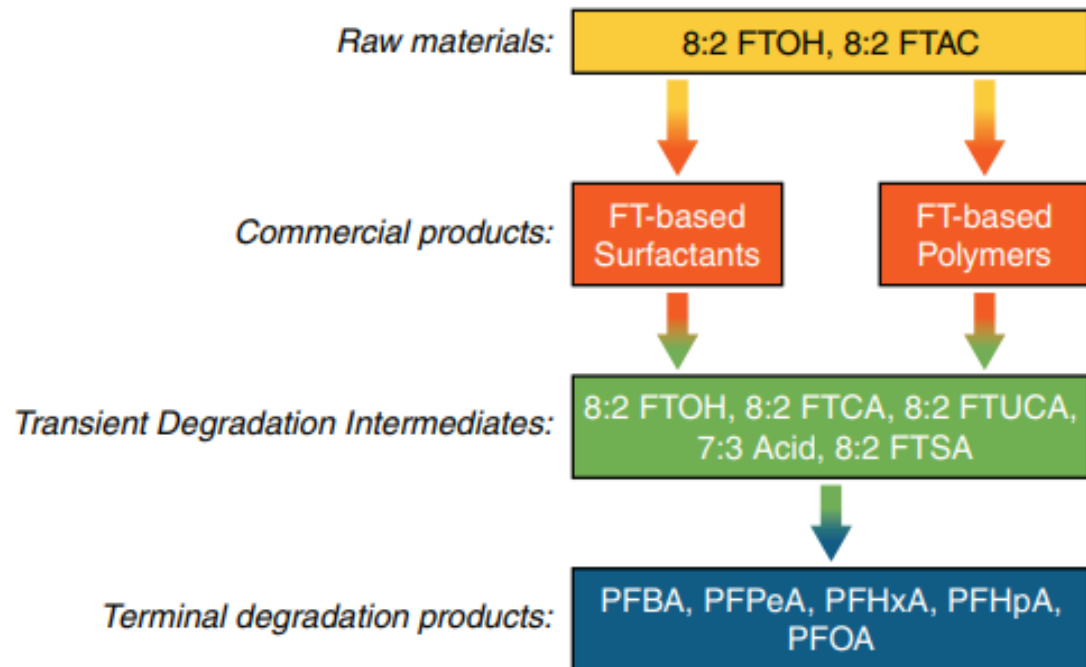 Raw materials:
8:2 FTOH, 8:2 FTAC
Commercial products:
FT-based
Surfactants
FT-based
Polymers
Transient Degradation Intermediates:
8:2 FTOH, 8:2 FTCA, 8:2 FTUCA,
7:3 Acid, 8:2 FTSA
Terminal degradation products:
PFBA, PFPeA, PFHxA, PFHpA,
PFOA